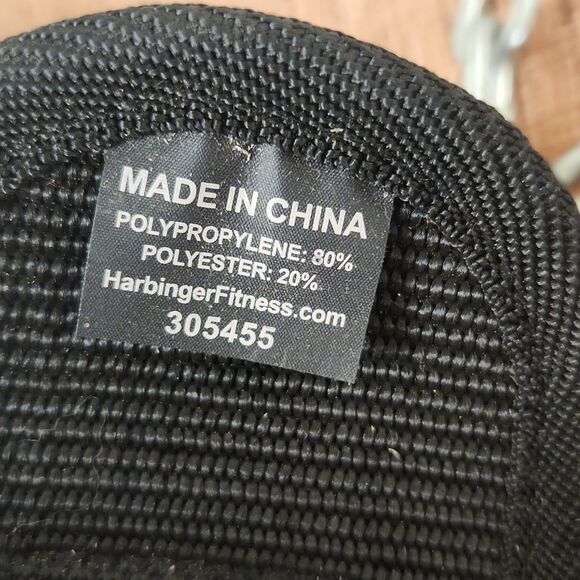 MADE IN CHINA
POLYPROPYLENE: 80%
POLYESTER: 20%
HarbingerFitness.com
305455